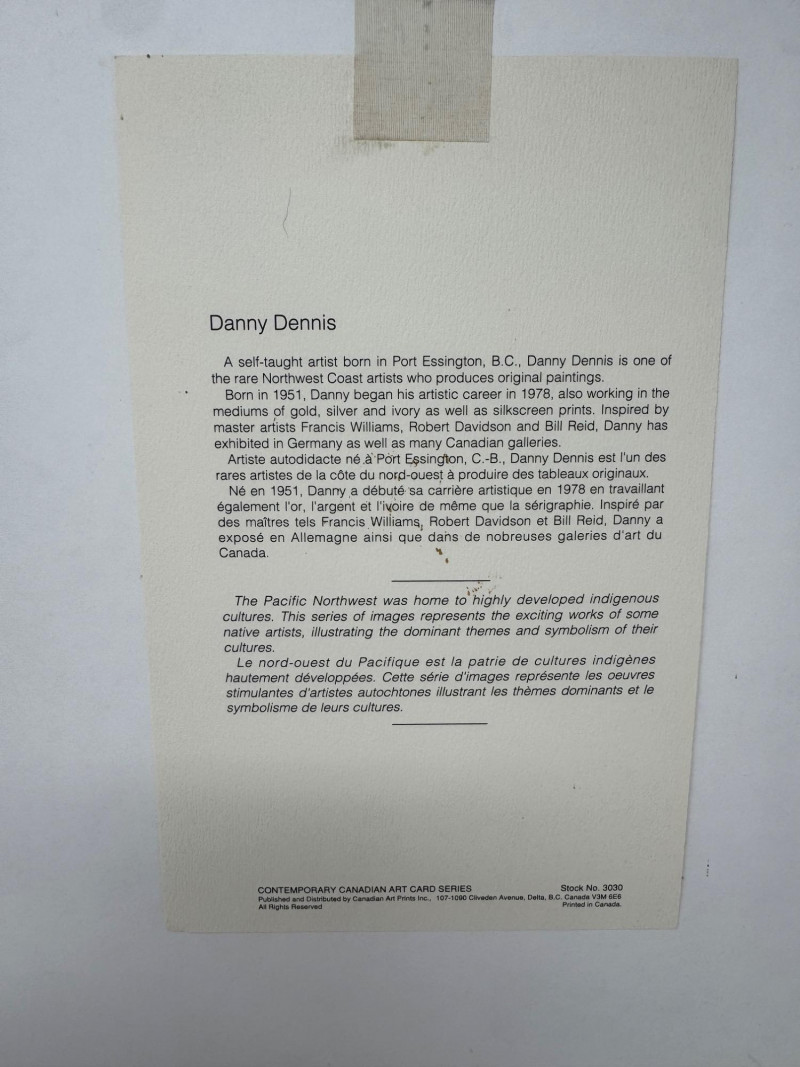 Danny Dennis
A self-taught artist born in Port Essington, B.C., Danny Dennis is one of
the rare Northwest Coast artists who produces original paintings.
Born in 1951, Danny began his artistic career in 1978, also working in the
mediums of gold, silver and ivory as well as silkscreen prints. Inspired by
master artists Francis Williams, Robert Davidson and Bill Reid, Danny has
exhibited in Germany as well as many Canadian galleries.
Artiste autodidacte né à Port Essington, C.-B., Danny Dennis est l'un des
rares artistes de la côte du nord-ouest à produire des tableaux originaux.
Né en 1951, Danny a débuté sa carrière artistique en 1978 en travaillant
également l'or, l'argent et l'ivoire de même que la sérigraphie. Inspiré par
des maîtres tels Francis Williams, Robert Davidson et Bill Reid, Danny a
exposé en Allemagne ainsi que dans de nobreuses galeries d'art du
Canada.
The Pacific Northwest was home to highly developed indigenous
cultures. This series of images represents the exciting works of some
native artists, illustrating the dominant themes and symbolism of their
cultures.
Le nord-ouest du Pacifique est la patrie de cultures indigènes
hautement développées. Cette série d'images représente les oeuvres
stimulantes d'artistes autochtones illustrant les thèmes dominants et le
symbolisme de leurs cultures.
CONTEMPORARY CANADIAN ART CARD SERIES Stock No. 3030
Published and Distributed by Canadian Art Prints Inc., 107-1090 Cliveden Avenue, Delta, B.C. Canada V3M 6E6
All Rights Reserved Printed in Canada.